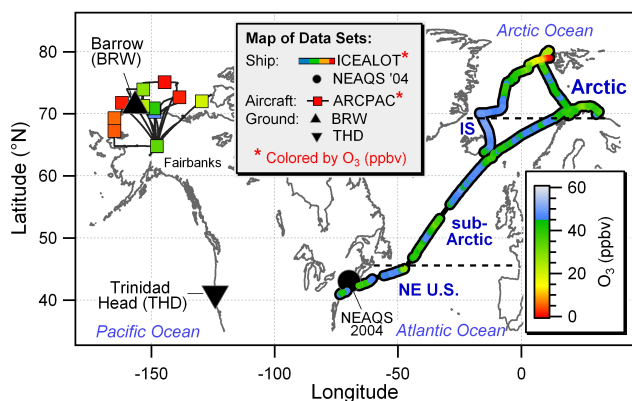 Arctic Ocean
80
70
60
50
40
Latitude (°N)
Barrow
(BRW)
Fairbanks
Trinidad
Head (THD)
Pacific Ocean
Map of Data Sets:
Ship: ICEALOT*
NEAQS '04
Aircraft: ARCPAC*
Ground: BRW
THD
* Colored by O3 (ppbv)
Arctic
IS
sub-
Arctic
NE U.S.
NEAQS
2004
Atlantic Ocean
60
40
20
0
O3 (ppbv)
-150
-100
-50
0
Longitude